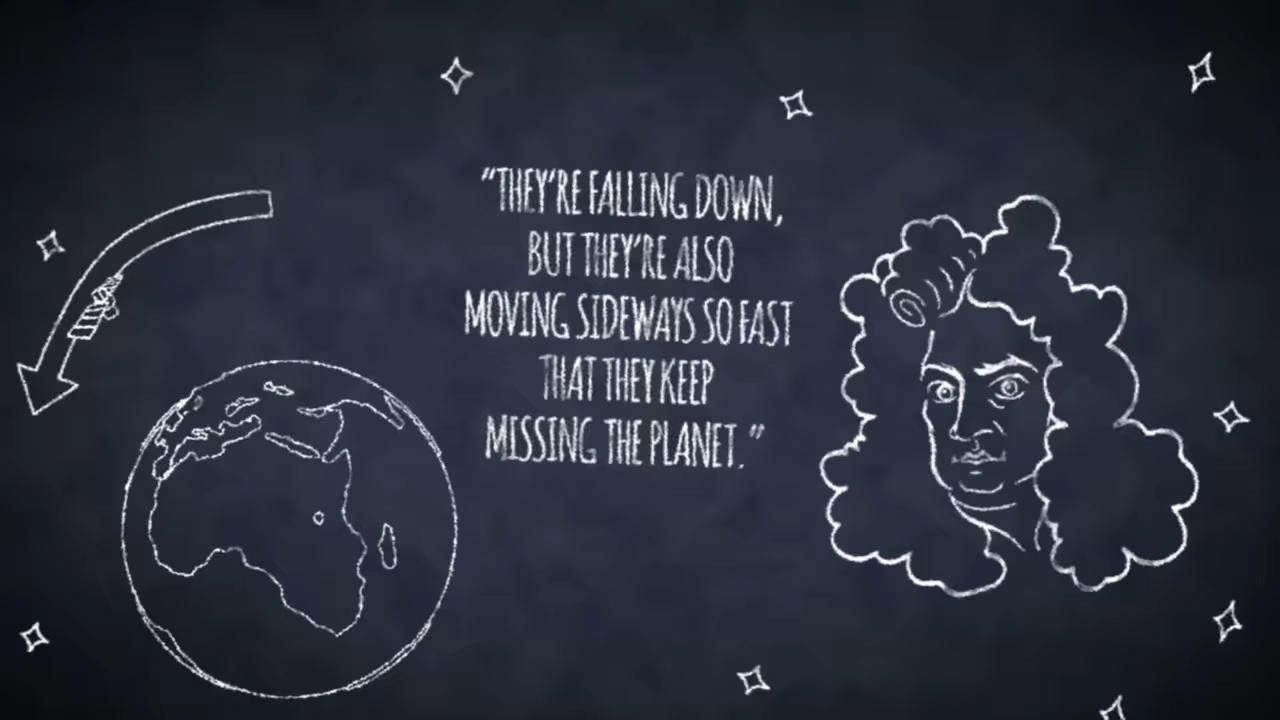 "THEY'RE FALLING DOWN,
BUT THEY'RE ALSO
MOVING SIDEWAYS SO FAST
THAT THEY KEEP
MISSING THE PLANET."